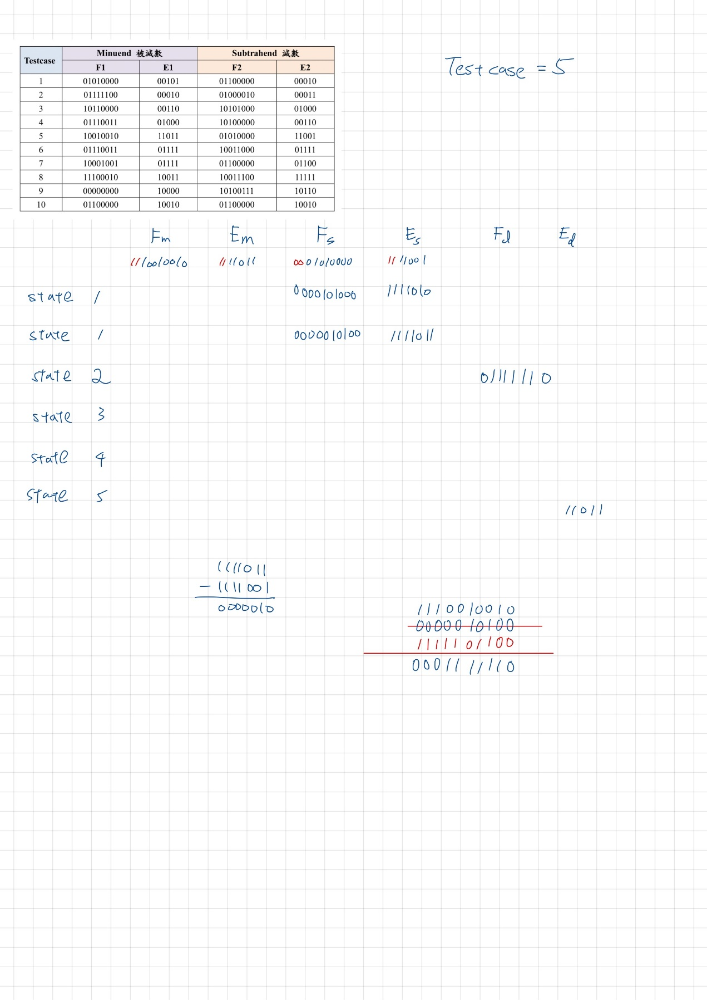 Testcase Minuend 被減數 Subtrahend 減數
F1 E1 F2 E2
1 01010000 00101 01100000 00010
2 01111100 00010 01000010 00011
3 10110000 00110 10101000 01000
4 01110011 01000 10100000 00110
5 10010010 11011 01010000 11001
6 01110011 01111 10011000 01111
7 10001001 01111 01100000 01100
8 11100010 10011 10011100 11111
9 00000000 10000 10100111 10110
10 01100000 10010 01100000 10010
Testcase = 5
Fm Em Fs Es Fd Ed
1110010010 1111011 0001010000 1111001
state 1 0000101000 1111010
state 1 0000010100 1111011
state 2 01111110
state 3
state 4
state 5
11011
1111011
- 1111001
0000010
1110010010
0000010100
1111101100
0001111110